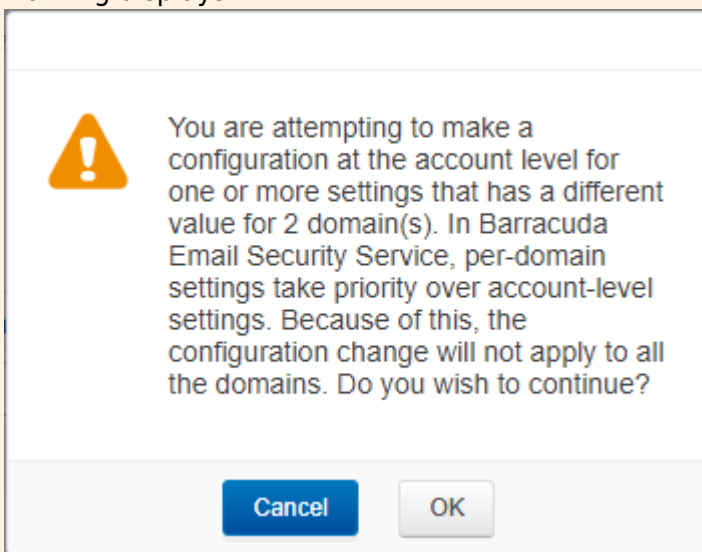 You are attempting to make a
configuration at the account level for
one or more settings that has a different
value for 2 domain(s). In Barracuda
Email Security Service, per-domain
settings take priority over account-level
settings. Because of this, the
configuration change will not apply to all
the domains. Do you wish to continue?
Cancel OK